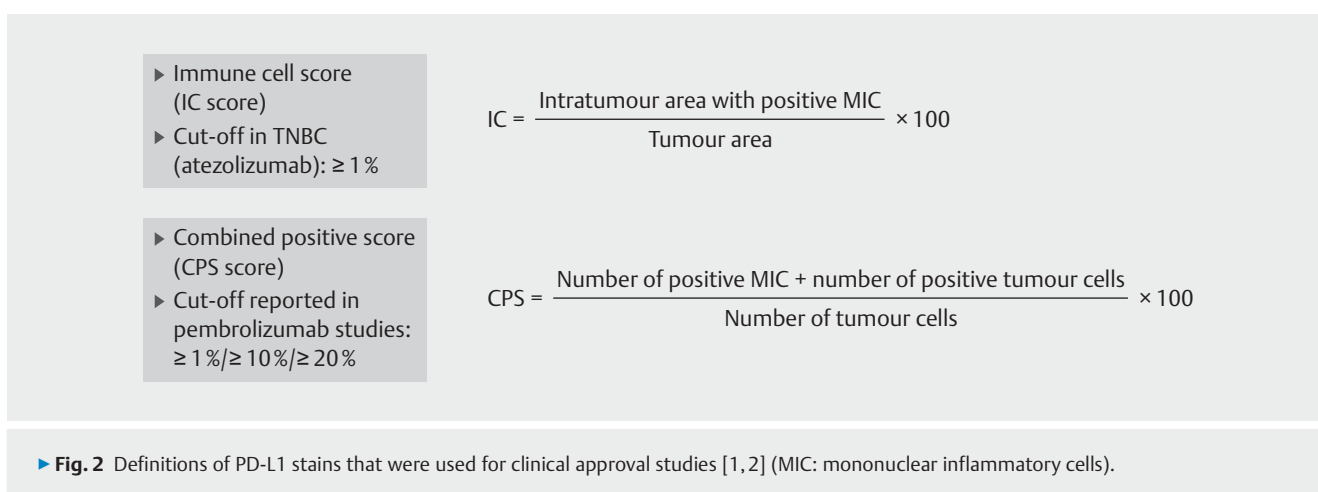 ▶ Immune cell score
(IC score)
▶ Cut-off in TNBC
(atezolizumab): ≥ 1 %
IC = Intratumour area with positive MIC
Tumour area
× 100
▶ Combined positive score
(CPS score)
▶ Cut-off reported in
pembrolizumab studies:
≥ 1 %/≥ 10 %/≥ 20 %
CPS = Number of positive MIC + number of positive tumour cells
Number of tumour cells
× 100
▶ Fig. 2 Definitions of PD-L1 stains that were used for clinical approval studies [1, 2] (MIC: mononuclear inflammatory cells).